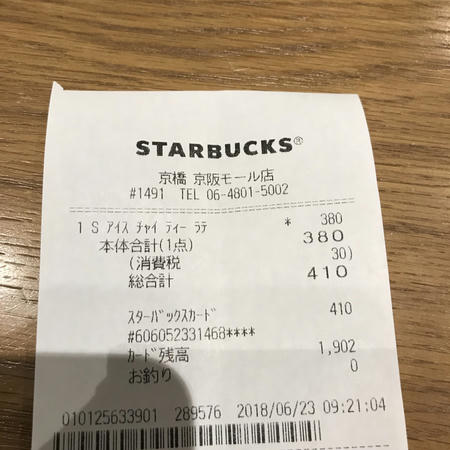 STARBUCKS®
京橋 京阪モール店
#1491 TEL 06-4801-5002
1 S ｱｲｽ ﾁｬｲ ﾃｨｰ ﾗﾃ * 380
本体合計(1点) 380
(消費税 30)
総合計 410
ｽﾀｰﾊﾞｯｸｽｶｰﾄﾞ 410
#606052331468****
ｶｰﾄﾞ残高 1,902
お釣り 0
010125633901 289576 2018/06/23 09:21:04